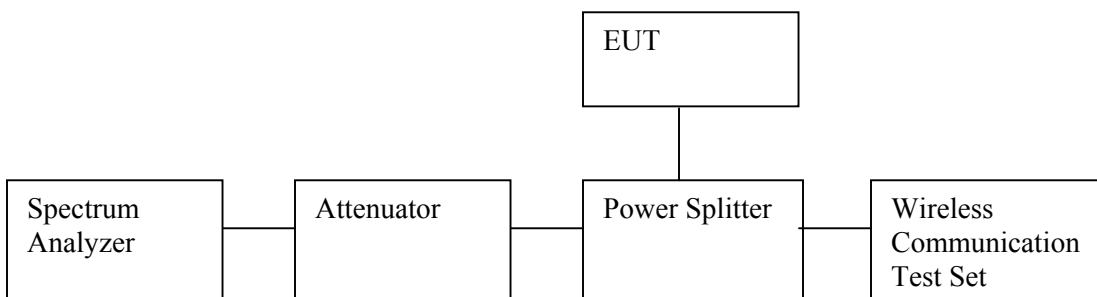 EUT
Spectrum
Analyzer
Attenuator
Power Splitter
Wireless
Communication
Test Set